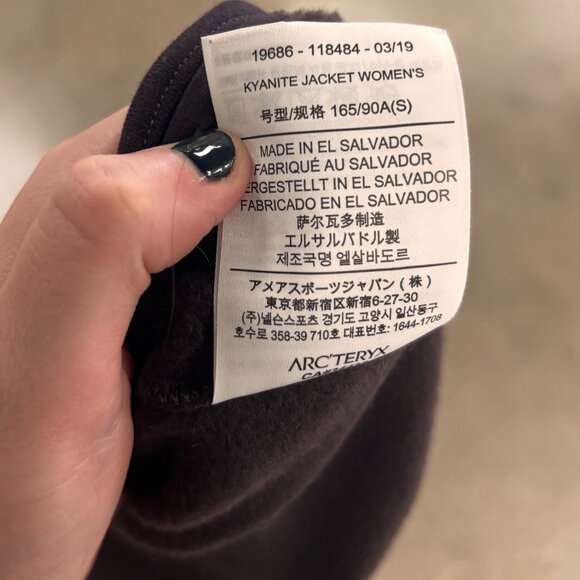 19686 - 118484 - 03/19
KYANITE JACKET WOMEN'S
号型/规格 165/90A(S)
MADE IN EL SALVADOR
FABRIQUÉ AU SALVADOR
ERGESTELLT IN EL SALVADOR
FABRICADO EN EL SALVADOR
萨尔瓦多制造
エルサルバドル製
제조국명 엘살바도르
アメアスポーツジャパン（株）
東京都新宿区新宿6-27-30
(주)넬슨스포츠 경기도 고양시 일산동구
호수로 358-39 710호 대표번호: 1644-1708
ARC'TERYX